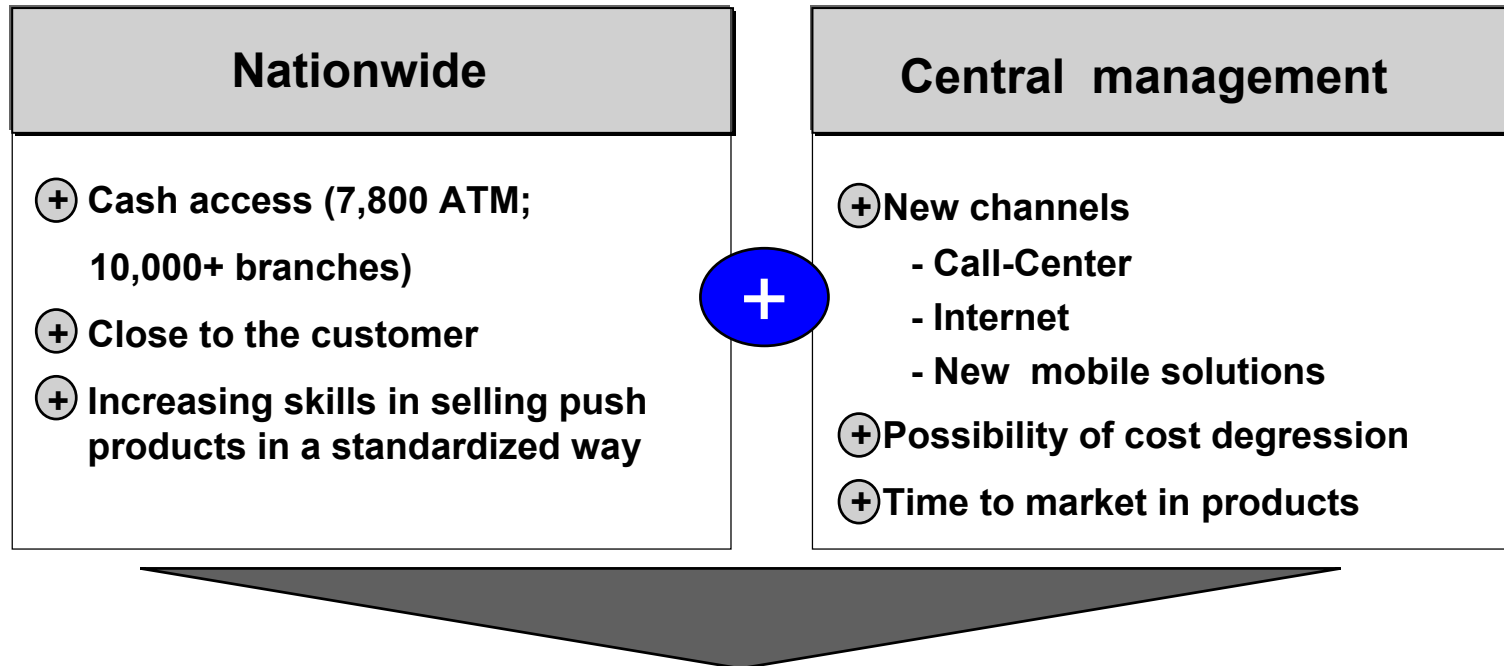 Nationwide
+ Cash access (7,800 ATM;
10,000+ branches)
+ Close to the customer
+ Increasing skills in selling push
products in a standardized way
+
Central management
+ New channels
- Call-Center
- Internet
- New mobile solutions
+ Possibility of cost degression
+ Time to market in products